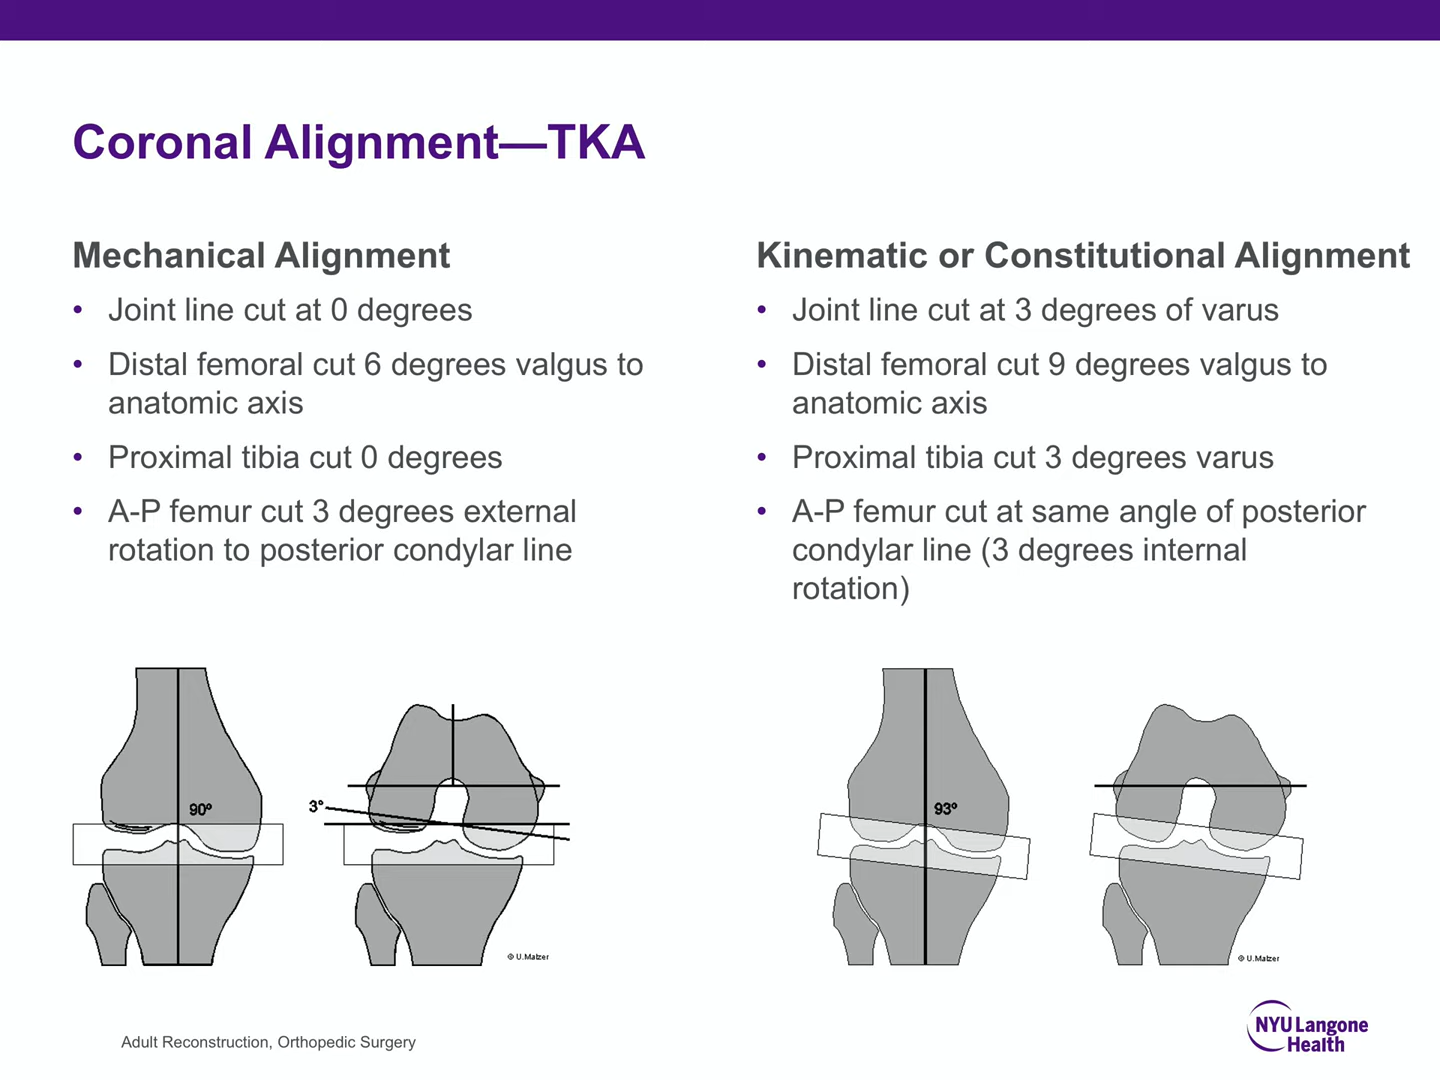 Coronal Alignment—TKA
Mechanical Alignment
• Joint line cut at 0 degrees
• Distal femoral cut 6 degrees valgus to
anatomic axis
• Proximal tibia cut 0 degrees
• A-P femur cut 3 degrees external
rotation to posterior condylar line
Kinematic or Constitutional Alignment
• Joint line cut at 3 degrees of varus
• Distal femoral cut 9 degrees valgus to
anatomic axis
• Proximal tibia cut 3 degrees varus
• A-P femur cut at same angle of posterior
condylar line (3 degrees internal
rotation)
90º
3°
© U.Malzer
93º
© U.Malzer
Adult Reconstruction, Orthopedic Surgery
NYU Langone
Health